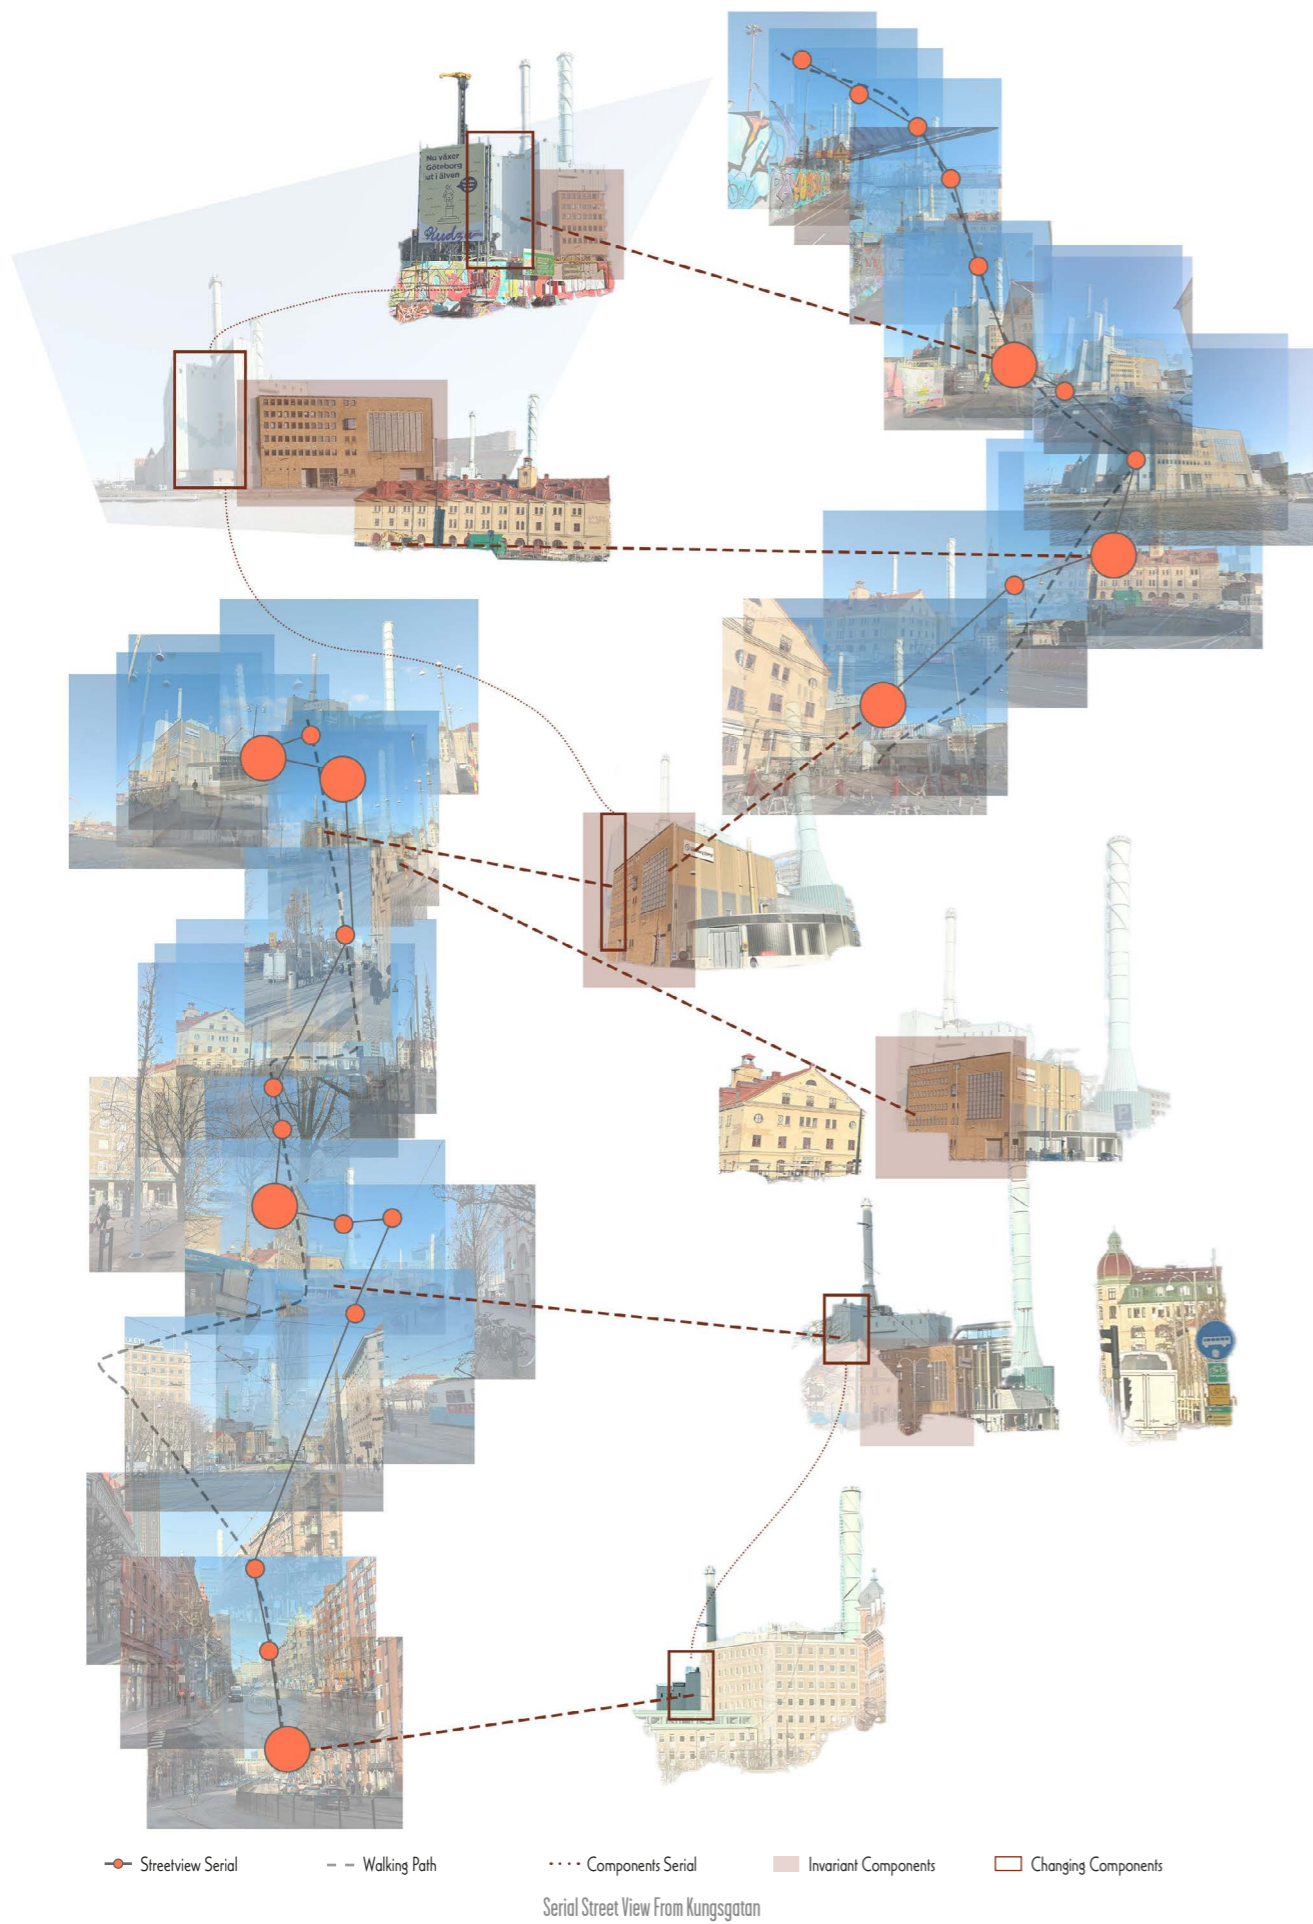 Nu växer
Göteborg
ut i älven
Kudzu
P
Streetview Serial
Walking Path
Components Serial
Invariant Components
Changing Components
Serial Street View From Kungsgatan